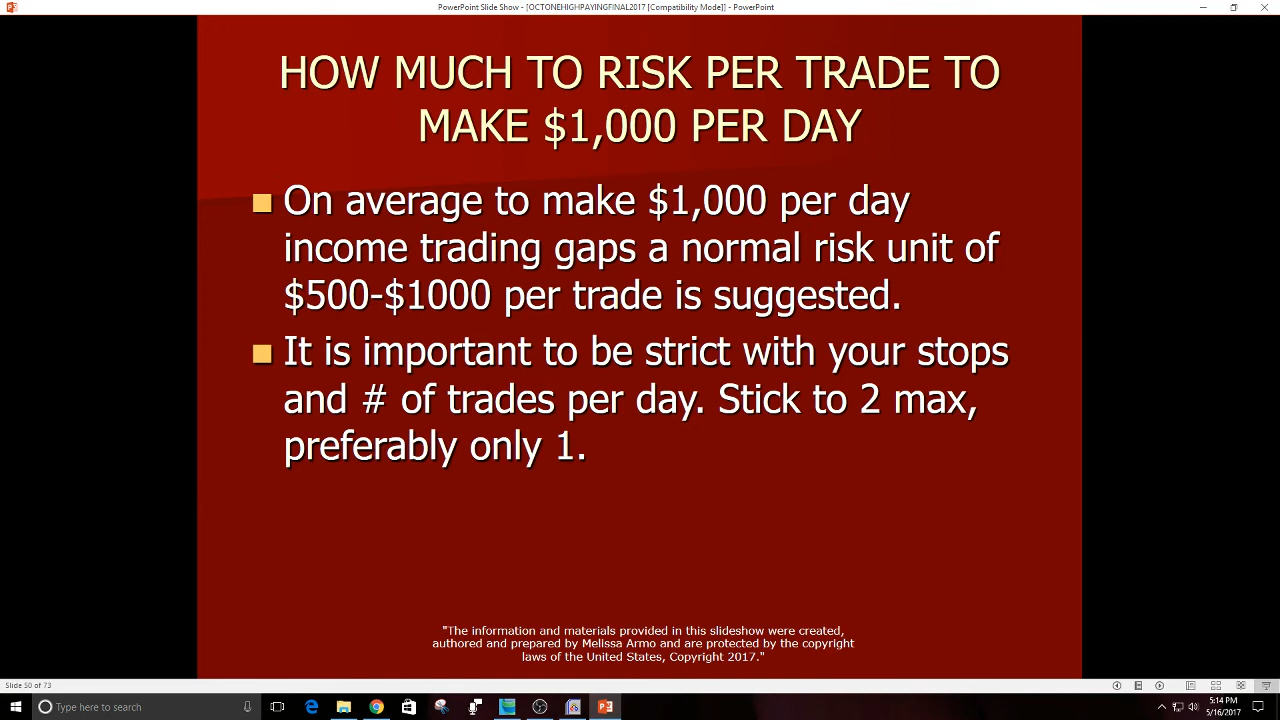 PowerPoint Slide Show - [OCTONEHIGHPAYINGFINAL2017 [Compatibility Mode]] - PowerPoint
HOW MUCH TO RISK PER TRADE TO
MAKE $1,000 PER DAY
On average to make $1,000 per day
income trading gaps a normal risk unit of
$500-$1000 per trade is suggested.
It is important to be strict with your stops
and # of trades per day. Stick to 2 max,
preferably only 1.
"The information and materials provided in this slideshow were created,
authored and prepared by Melissa Armo and are protected by the copyright
laws of the United States, Copyright 2017."
Slide 50 of 73
Type here to search
5:14 PM
5/16/2017